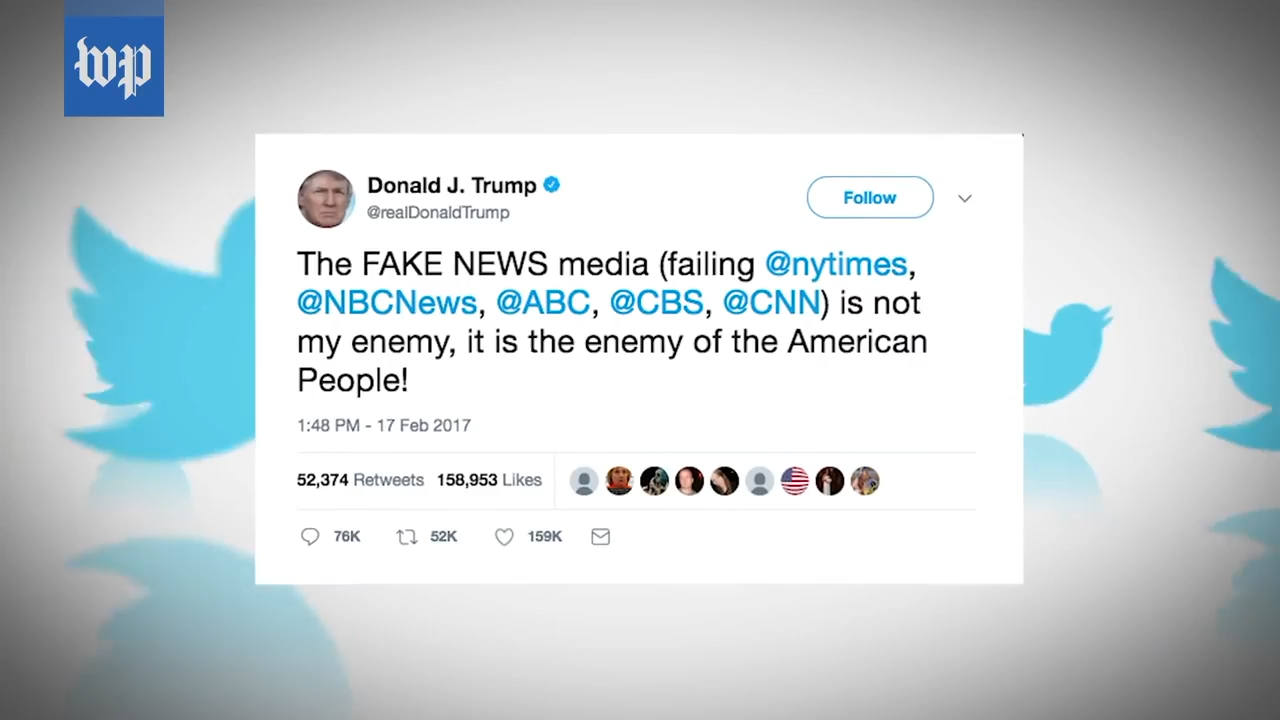 wp
Donald J. Trump
@realDonaldTrump
Follow
The FAKE NEWS media (failing @nytimes,
@NBCNews, @ABC, @CBS, @CNN) is not
my enemy, it is the enemy of the American
People!
1:48 PM - 17 Feb 2017
52,374 Retweets 158,953 Likes
76K 52K 159K